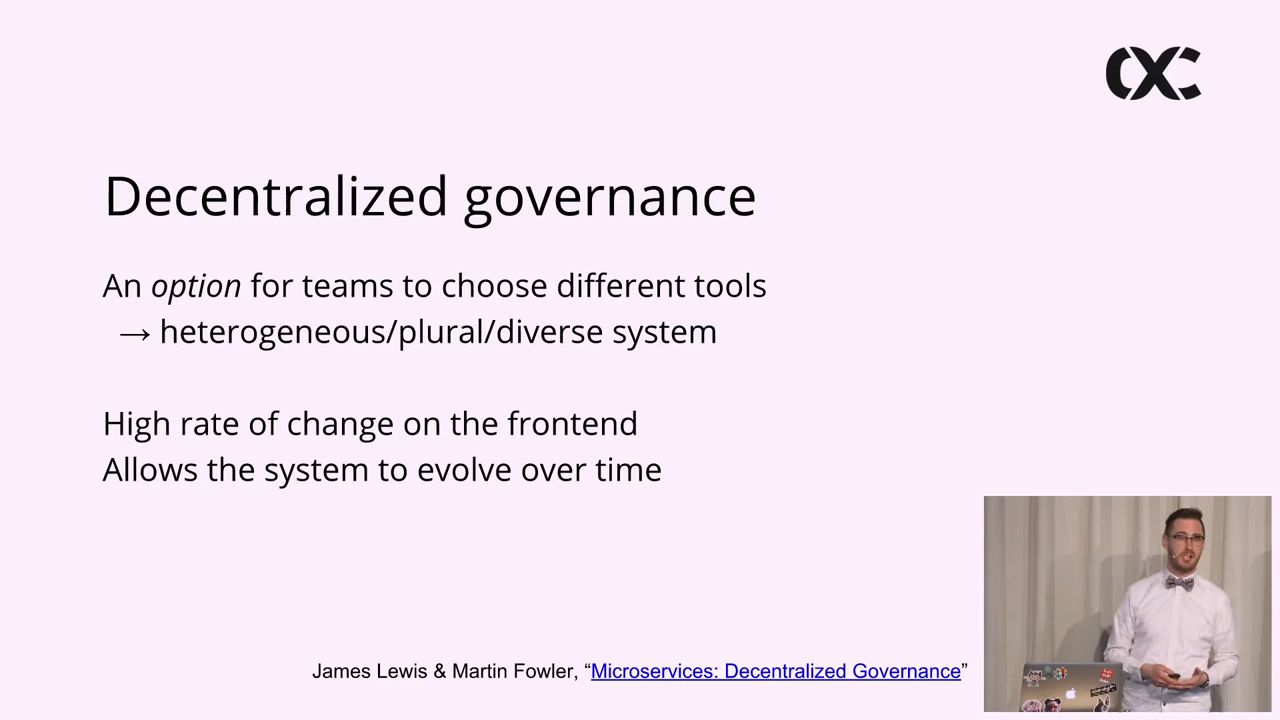 Decentralized governance
An option for teams to choose different tools
→ heterogeneous/plural/diverse system
High rate of change on the frontend
Allows the system to evolve over time
James Lewis & Martin Fowler, “Microservices: Decentralized Governance”